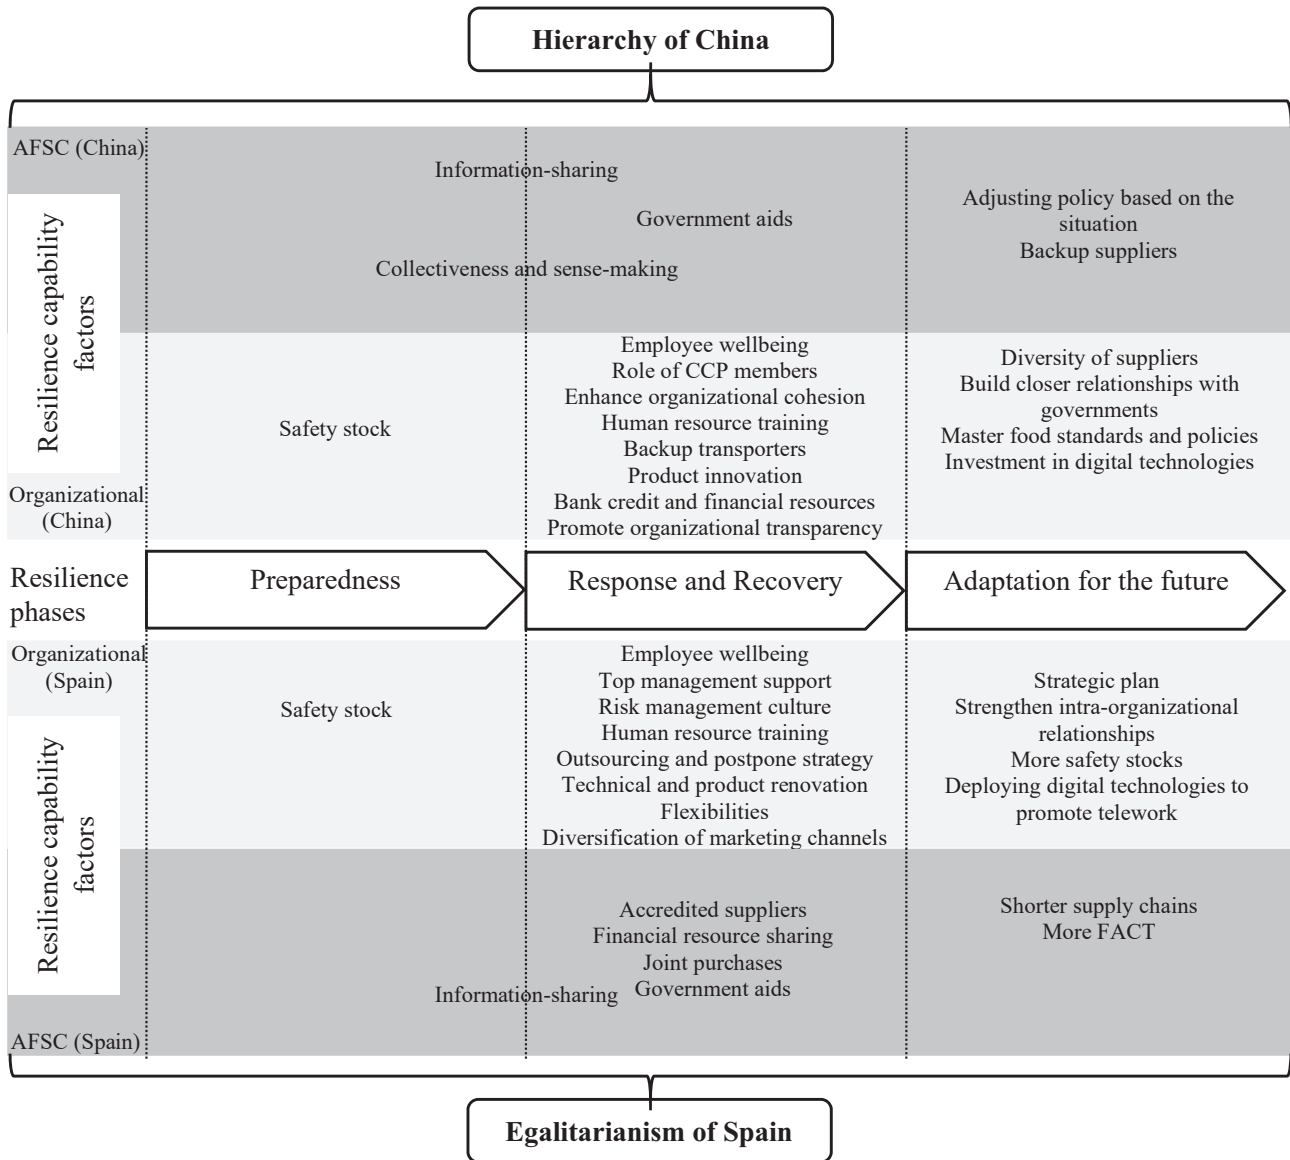 Hierarchy of China
AFSC (China)
Information-sharing
Government aids
Collectiveness and sense-making
Adjusting policy based on the
situation
Backup suppliers
Resilience capability
factors
Organizational
(China)
Safety stock
Employee wellbeing
Role of CCP members
Enhance organizational cohesion
Human resource training
Backup transporters
Product innovation
Bank credit and financial resources
Promote organizational transparency
Diversity of suppliers
Build closer relationships with
governments
Master food standards and policies
Investment in digital technologies
Resilience
phases
Preparedness
Response and Recovery
Adaptation for the future
Organizational
(Spain)
Safety stock
Employee wellbeing
Top management support
Risk management culture
Human resource training
Outsourcing and postpone strategy
Technical and product renovation
Flexibilities
Diversification of marketing channels
Strategic plan
Strengthen intra-organizational
relationships
More safety stocks
Deploying digital technologies to
promote telework
Resilience capability
factors
Accredited suppliers
Financial resource sharing
Joint purchases
Government aids
Information-sharing
Shorter supply chains
More FACT
AFSC (Spain)
Egalitarianism of Spain